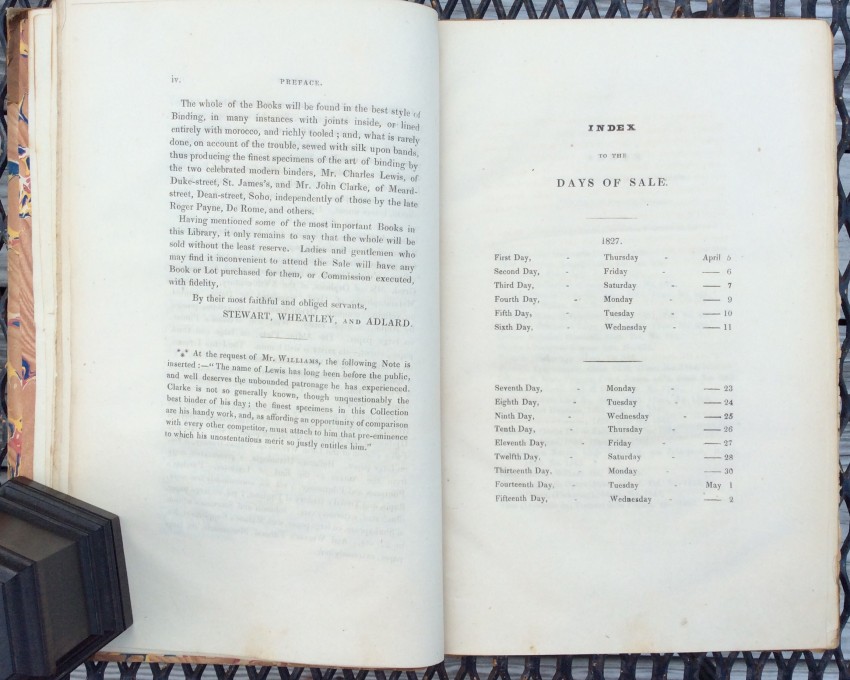 iv.
PREFACE.
The whole of the Books will be found in the best style of
Binding, in many instances with joints inside, or lined
entirely with morocco, and richly tooled ; and, what is rarely
done, on account of the trouble, sewed with silk upon bands,
thus producing the finest specimens of the art of binding by
the two celebrated modern binders, Mr. Charles Lewis, of
Duke-street, St. James's, and Mr. John Clarke, of Meard-
street, Dean-street, Soho, independently of those by the late
Roger Payne, De Rome, and others.
Having mentioned some of the most important Books in
this Library, it only remains to say that the whole will be
sold without the least reserve. Ladies and gentlemen who
may find it inconvenient to attend the Sale will have any
Book or Lot purchased for them, or Commission executed,
with fidelity,
By their most faithful and obliged servants,
STEWART, WHEATLEY, AND ADLARD.
*** At the request of Mr. WILLIAMS, the following Note is
inserted :—" The name of Lewis has long been before the public,
and well deserves the unbounded patronage he has experienced,
Clarke is not so generally known, though unquestionably the
best binder of his day; the finest specimens in this Collection
are his handy work, and, as affording an opportunity of comparison
with every other competitor, must attach to him that pre-eminence
to which his unostentatious merit so justly entitles him."
INDEX
TO THE
DAYS OF SALE.
1827.
First Day, - Thursday - April 5
Second Day, - Friday - —— 6
Third Day, - Saturday - —— 7
Fourth Day, - Monday - —— 9
Fifth Day, - Tuesday - —— 10
Sixth Day. - Wednesday - —— 11
Seventh Day, - Monday - —— 23
Eighth Day, - Tuesday - —— 24
Ninth Day, - Wednesday - —— 25
Tenth Day, - Thursday - —— 26
Eleventh Day, - Friday - —— 27
Twelfth Day, - Saturday - —— 28
Thirteenth Day. - Monday - —— 30
Fourteenth Day, - Tuesday - May 1
Fifteenth Day, - Wednesday - —— 2